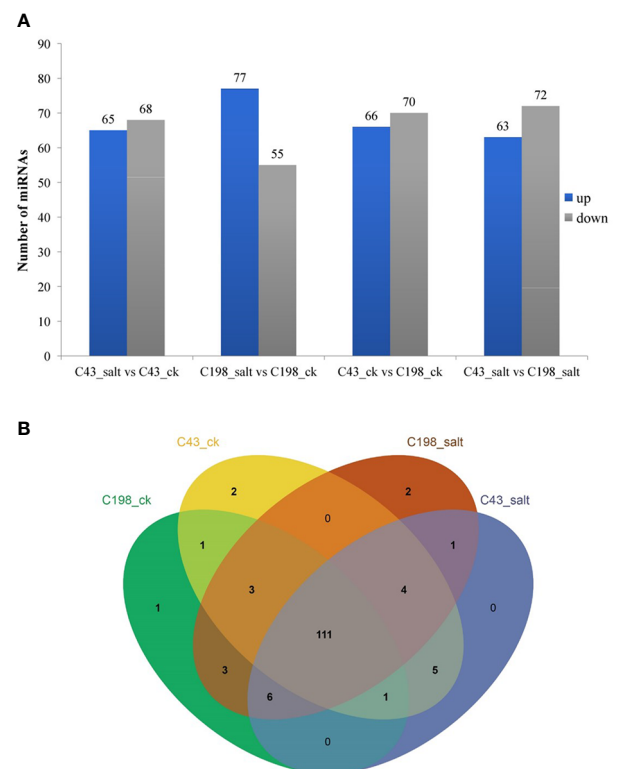 A
90
80
70
60
50
40
30
20
10
0
Number of miRNAs
65
68
77
55
66
70
63
72
up
down
C43_salt vs C43_ck
C198_salt vs C198_ck
C43_ck vs C198_ck
C43_salt vs C198_salt
B
C43_ck
C198_salt
C198_ck
C43_salt
2
2
0
1
1
3
4
1
0
111
3
5
6
1
0